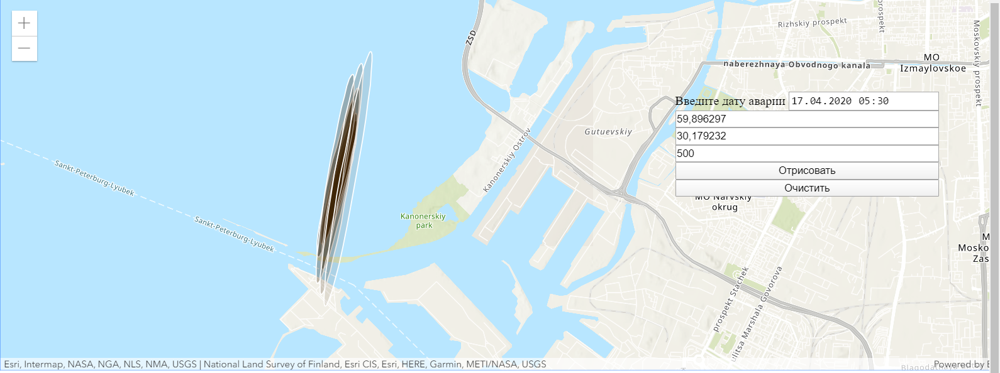 ZSD
Rizhskiy prospekt
prospekt
Moskovskiy prospekt
MO
Izmaylovskoe
naberezhnaya Obvodnogo kanala
Введите дату аварии 17.04.2020 05:30
59,896297
30,179232
500
Отрисовать
Очистить
Gutuevskiy
Kanonerskiy Ostrov
Sankt-Peterburg-Lyubek
Sankt-Peterburg-Lyubek
Kanonerskiy
park
MO Narvskiy
okrug
M
Mosko
Zas
prospekt Stachek
ulitsa Marshala Govorova
Esri, Intermap, NASA, NGA, NLS, NMA, USGS | National Land Survey of Finland, Esri CIS, Esri, HERE, Garmin, METI/NASA, USGS
Powered by E